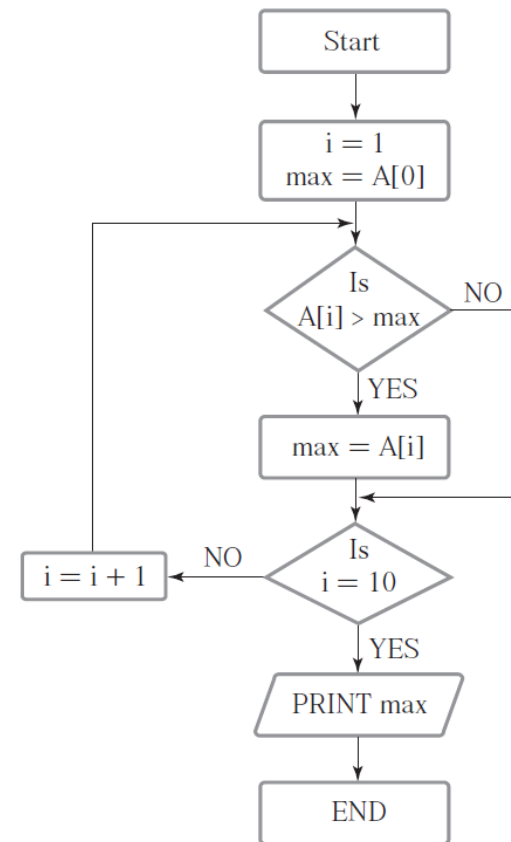 Start
i = 1
max = A[0]
Is
A[i] > max
NO
YES
max = A[i]
Is
i = 10
NO
i = i + 1
YES
PRINT max
END